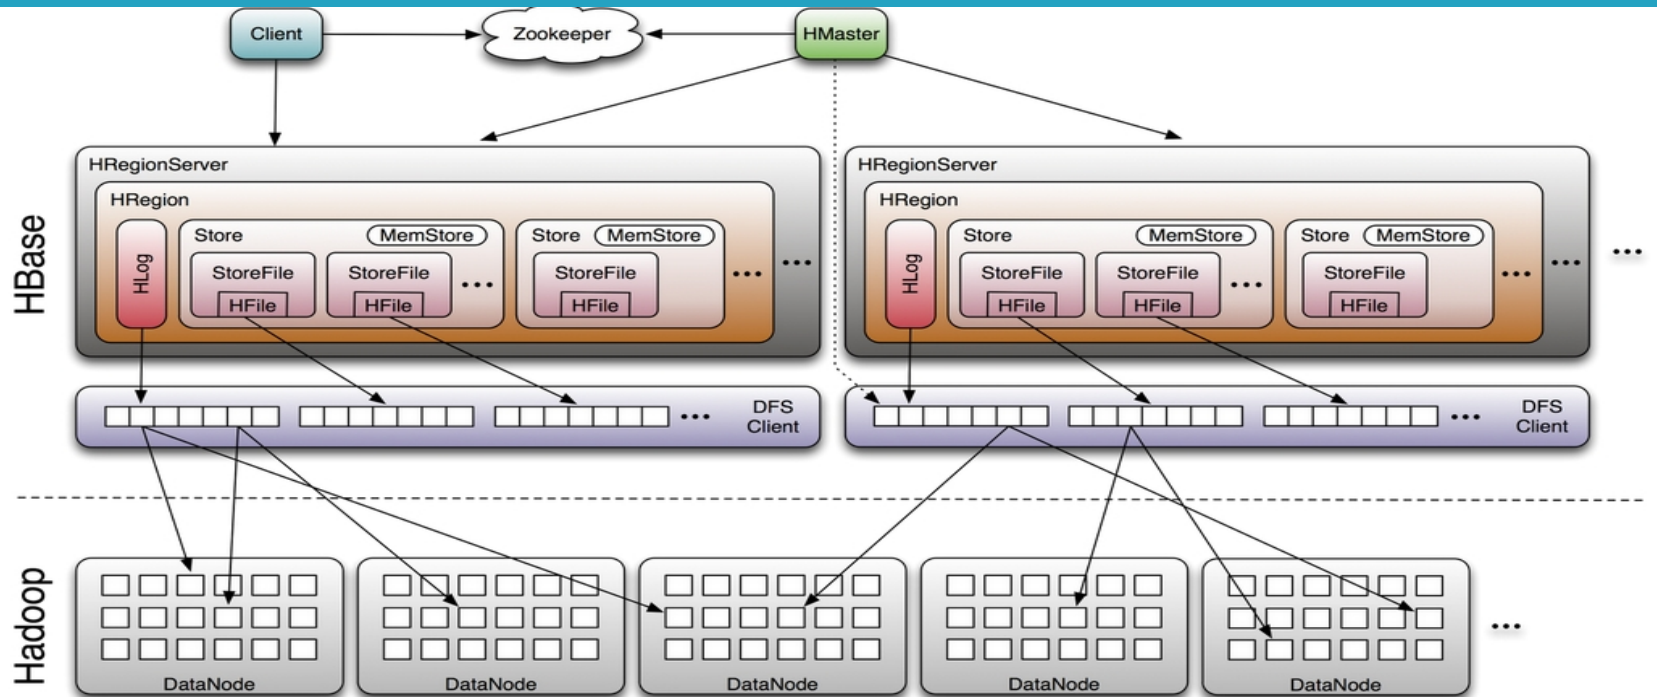 Client
Zookeeper
HMaster
HBase
HRegionServer
HRegion
HLog
Store
MemStore
StoreFile
HFile
StoreFile
HFile
...
Store
MemStore
StoreFile
HFile
...
...
HRegionServer
HRegion
HLog
Store
MemStore
StoreFile
HFile
StoreFile
HFile
...
Store
MemStore
StoreFile
HFile
...
...
...
...
DFS
Client
...
DFS
Client
Hadoop
DataNode
DataNode
DataNode
DataNode
DataNode
...